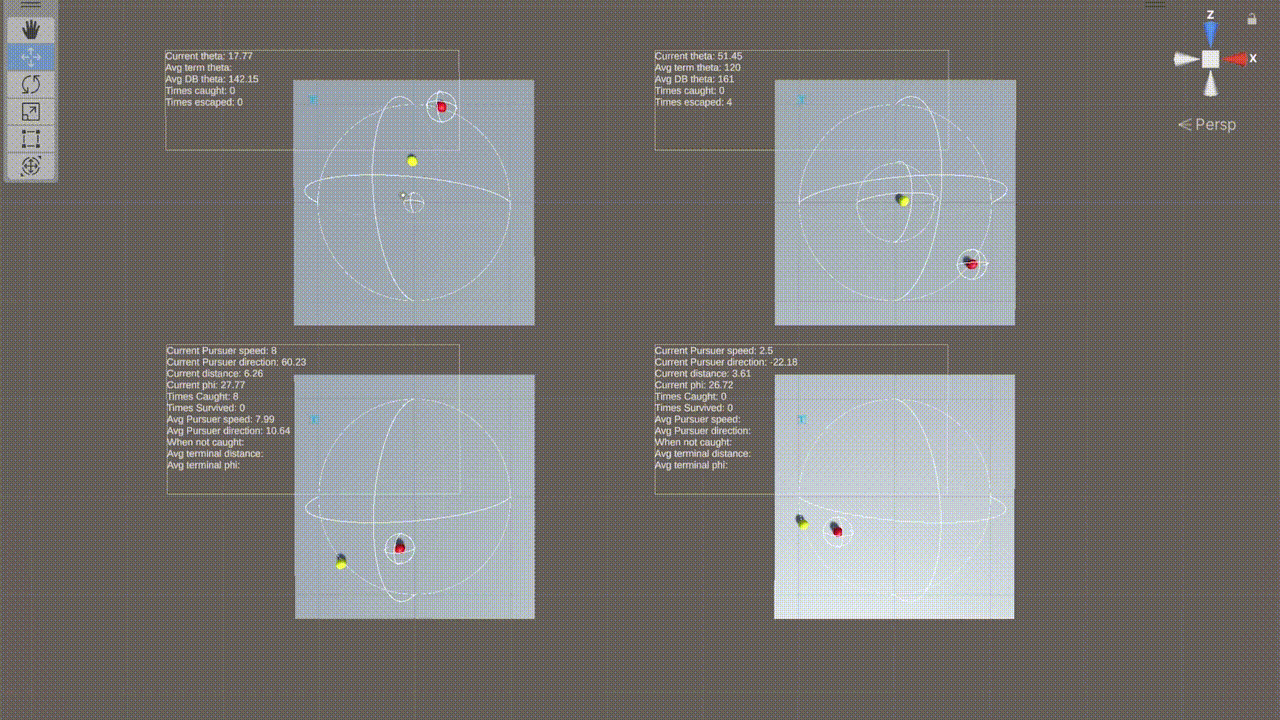 Current theta: 17.77
Avg term theta:
Avg DB theta: 142.15
Times caught: 0
Times escaped: 0
Current theta: 51.45
Avg term theta: 120
Avg DB theta: 161
Times caught: 0
Times escaped: 4
Z
X
Persp
Current Pursuer speed: 8
Current Pursuer direction: 60.23
Current distance: 6.26
Current phi: 27.77
Times Caught: 8
Times Survived: 0
Avg Pursuer speed: 7.99
Avg Pursuer direction: 10.64
When not caught:
Avg terminal distance:
Avg terminal phi:
Current Pursuer speed: 2.5
Current Pursuer direction: -22.18
Current distance: 3.61
Current phi: 26.72
Times Caught: 0
Times Survived: 0
Avg Pursuer speed:
Avg Pursuer direction:
When not caught:
Avg terminal distance:
Avg terminal phi: